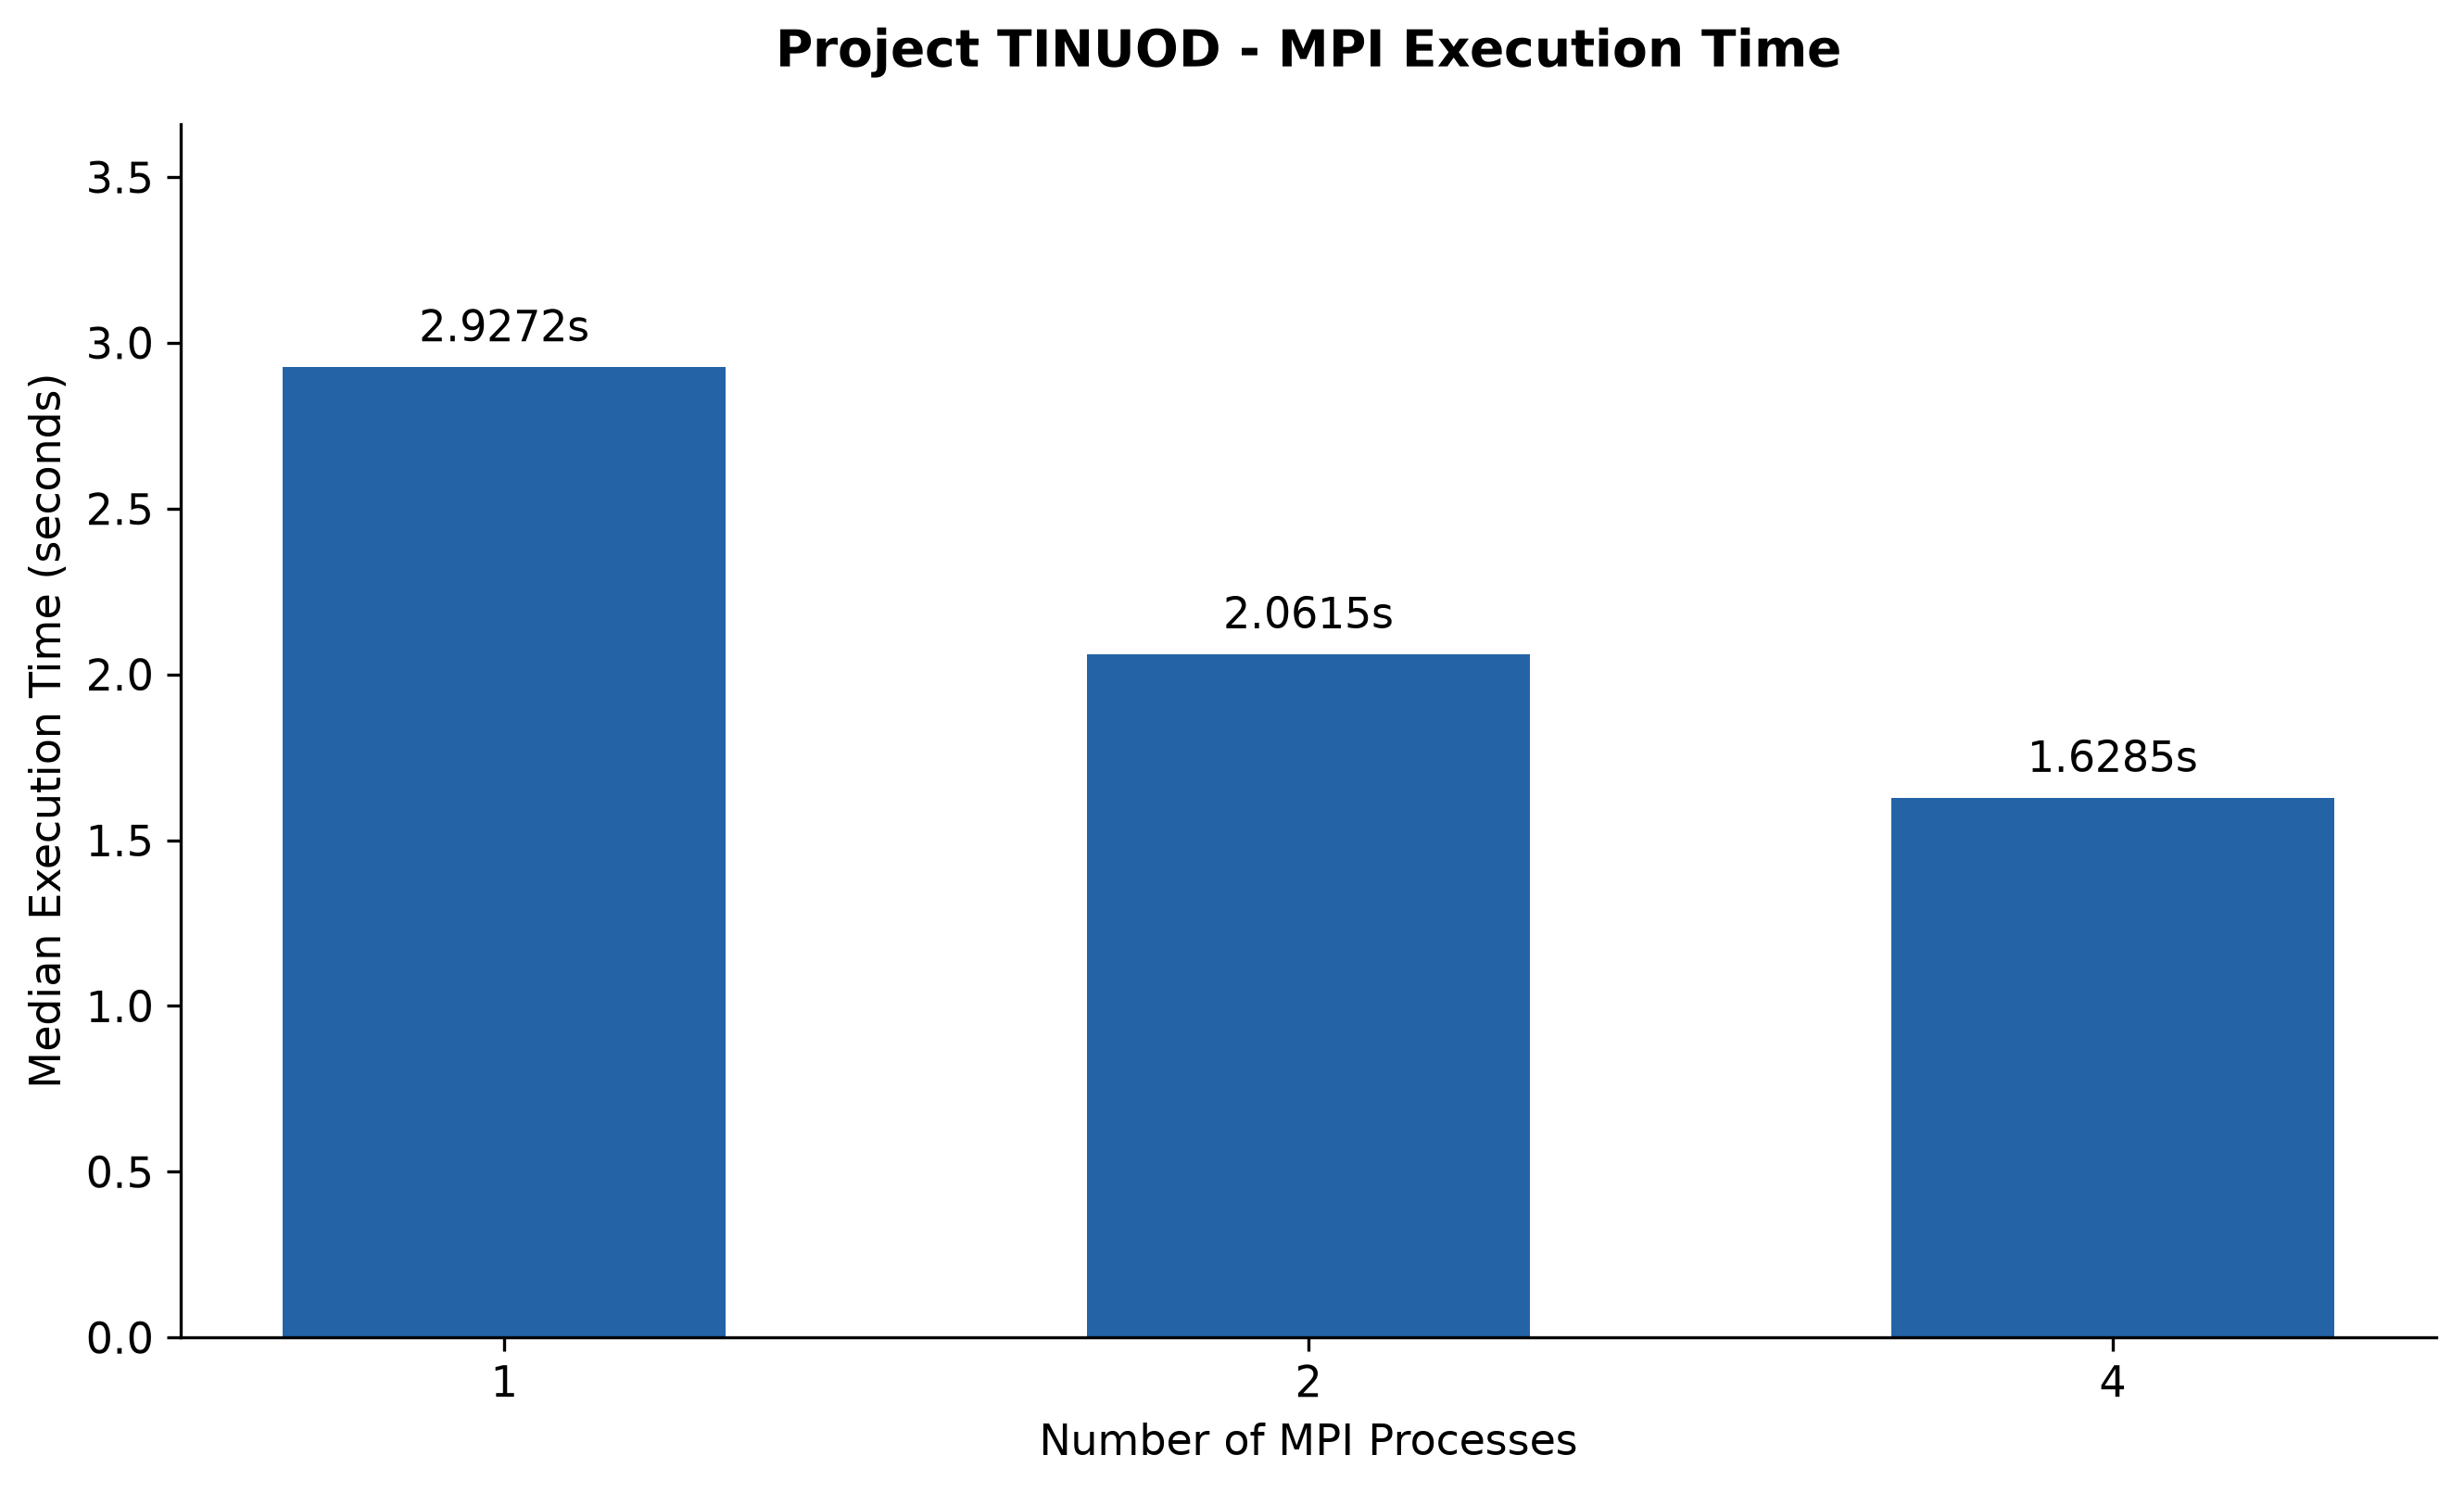 Project TINUOD - MPI Execution Time
Median Execution Time (seconds)
3.5
3.0
2.5
2.0
1.5
1.0
0.5
0.0
2.9272s
2.0615s
1.6285s
1
2
4
Number of MPI Processes